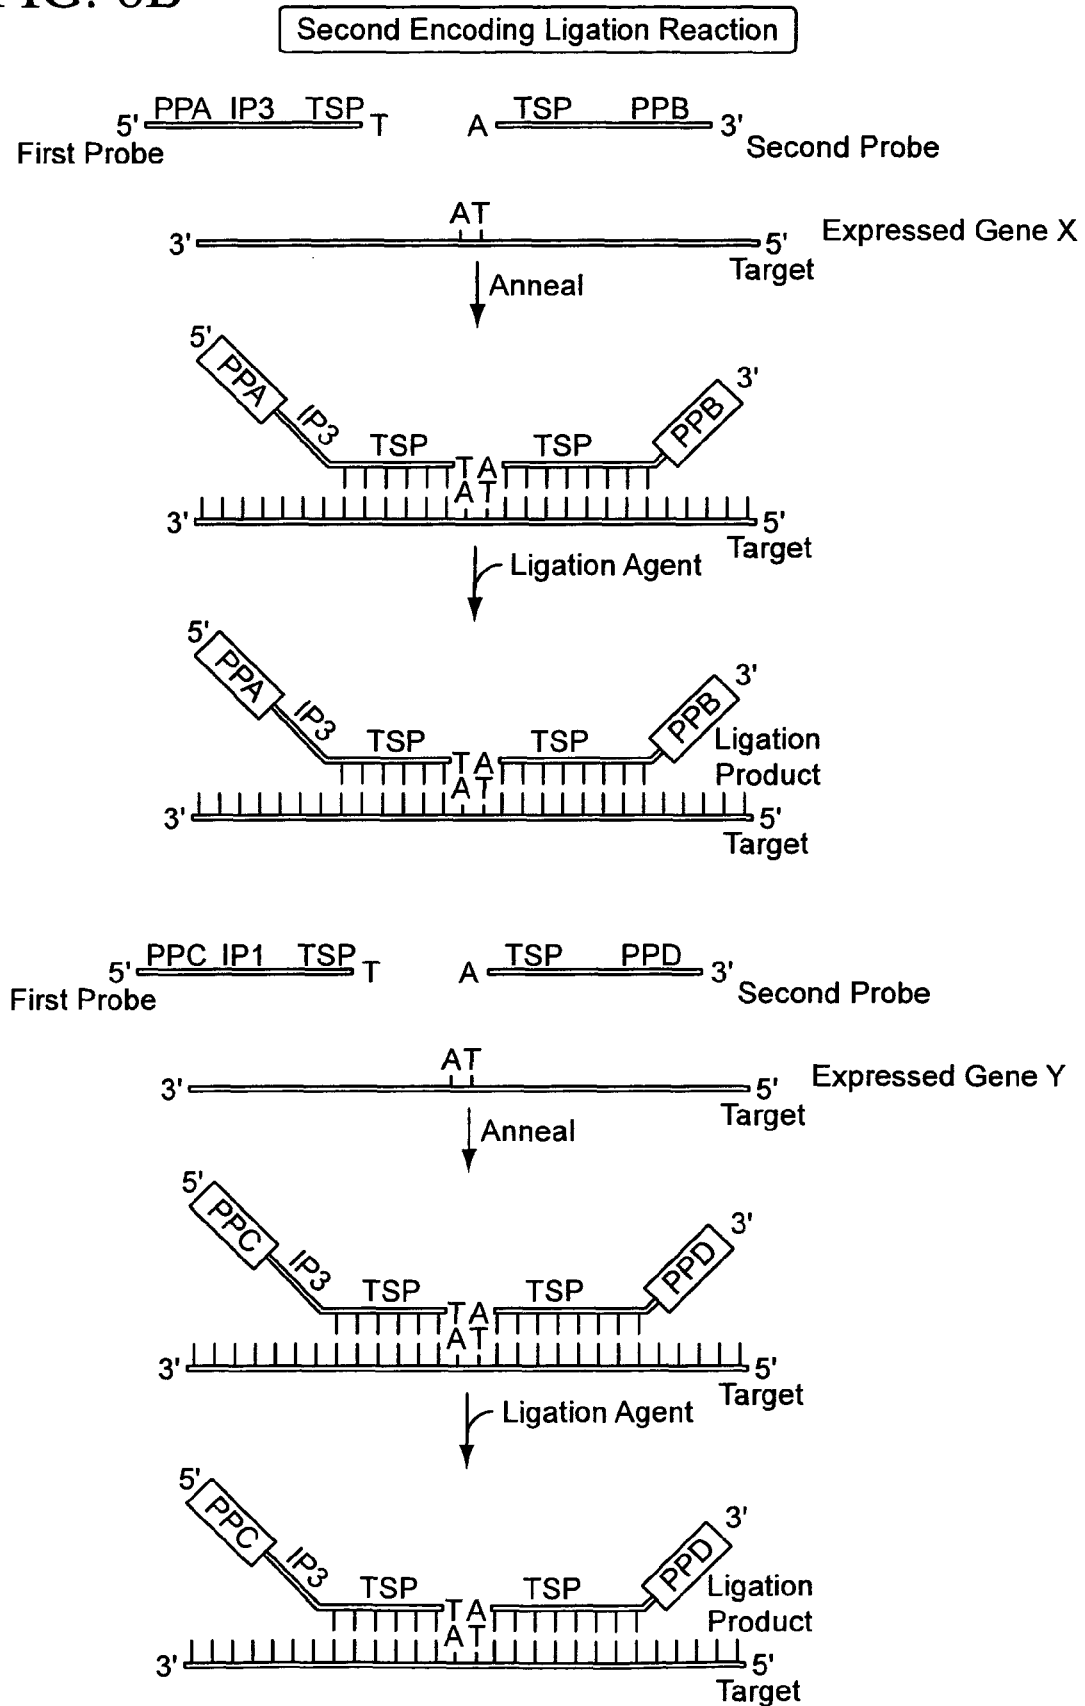 FIG. 6B
Second Encoding Ligation Reaction
5' PPA IP3 TSP T A TSP PPB 3'
First Probe Second Probe
AT
3' 5' Expressed Gene X
Target
Anneal
5' PPA IP3 TSP T A TSP PPB 3'
A T
3' 5'
Target
Ligation Agent
5' PPA IP3 TSP T A TSP PPB 3'
Ligation
Product
A T
3' 5'
Target
5' PPC IP1 TSP T A TSP PPD 3'
First Probe Second Probe
AT
3' 5' Expressed Gene Y
Target
Anneal
5' PPC IP3 TSP T A TSP PPD 3'
A T
3' 5'
Target
Ligation Agent
5' PPC IP3 TSP T A TSP PPD 3'
Ligation
Product
A T
3' 5'
Target